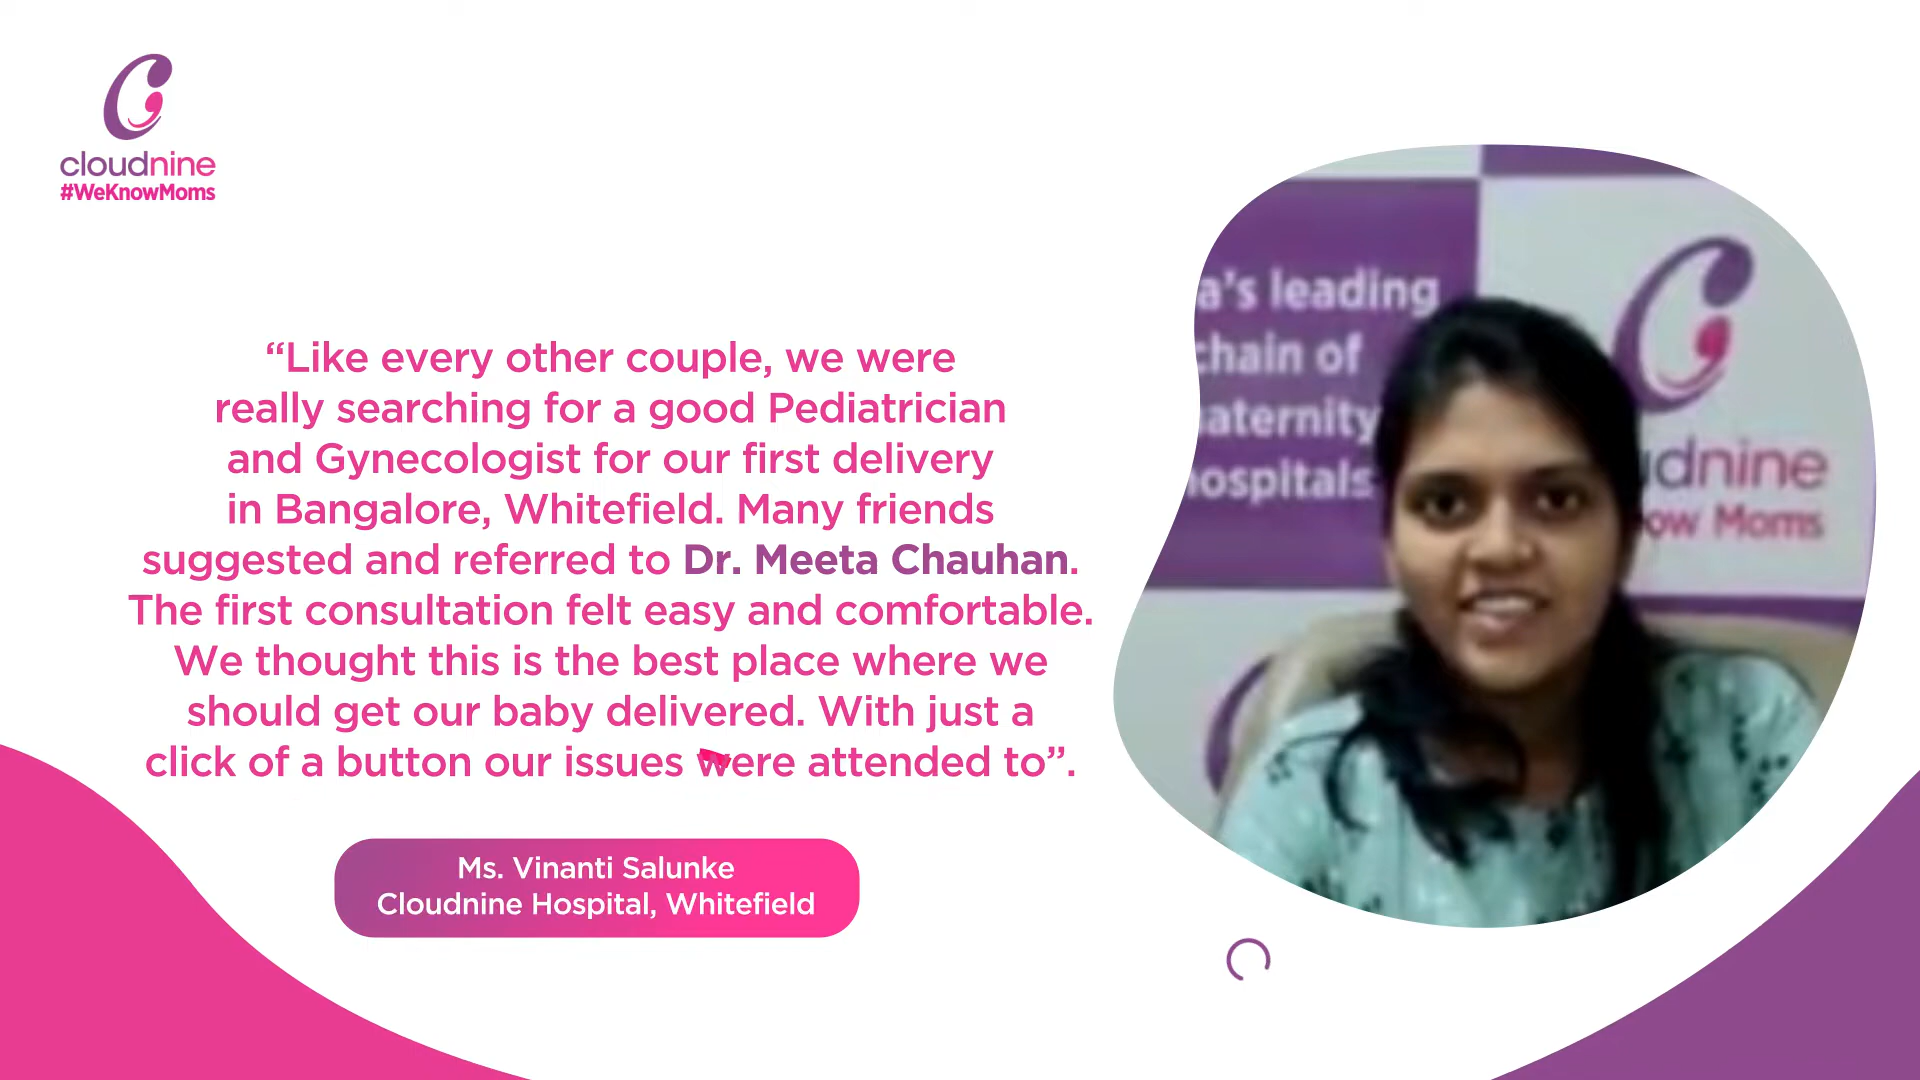 cloudnine
#WeKnowMoms
“Like every other couple, we were
really searching for a good Pediatrician
and Gynecologist for our first delivery
in Bangalore, Whitefield. Many friends
suggested and referred to Dr. Meeta Chauhan.
The first consultation felt easy and comfortable.
We thought this is the best place where we
should get our baby delivered. With just a
click of a button our issues were attended to”.
Ms. Vinanti Salunke
Cloudnine Hospital, Whitefield
a's leading
chain of
aternity
hospitals
udnine
ow Moms